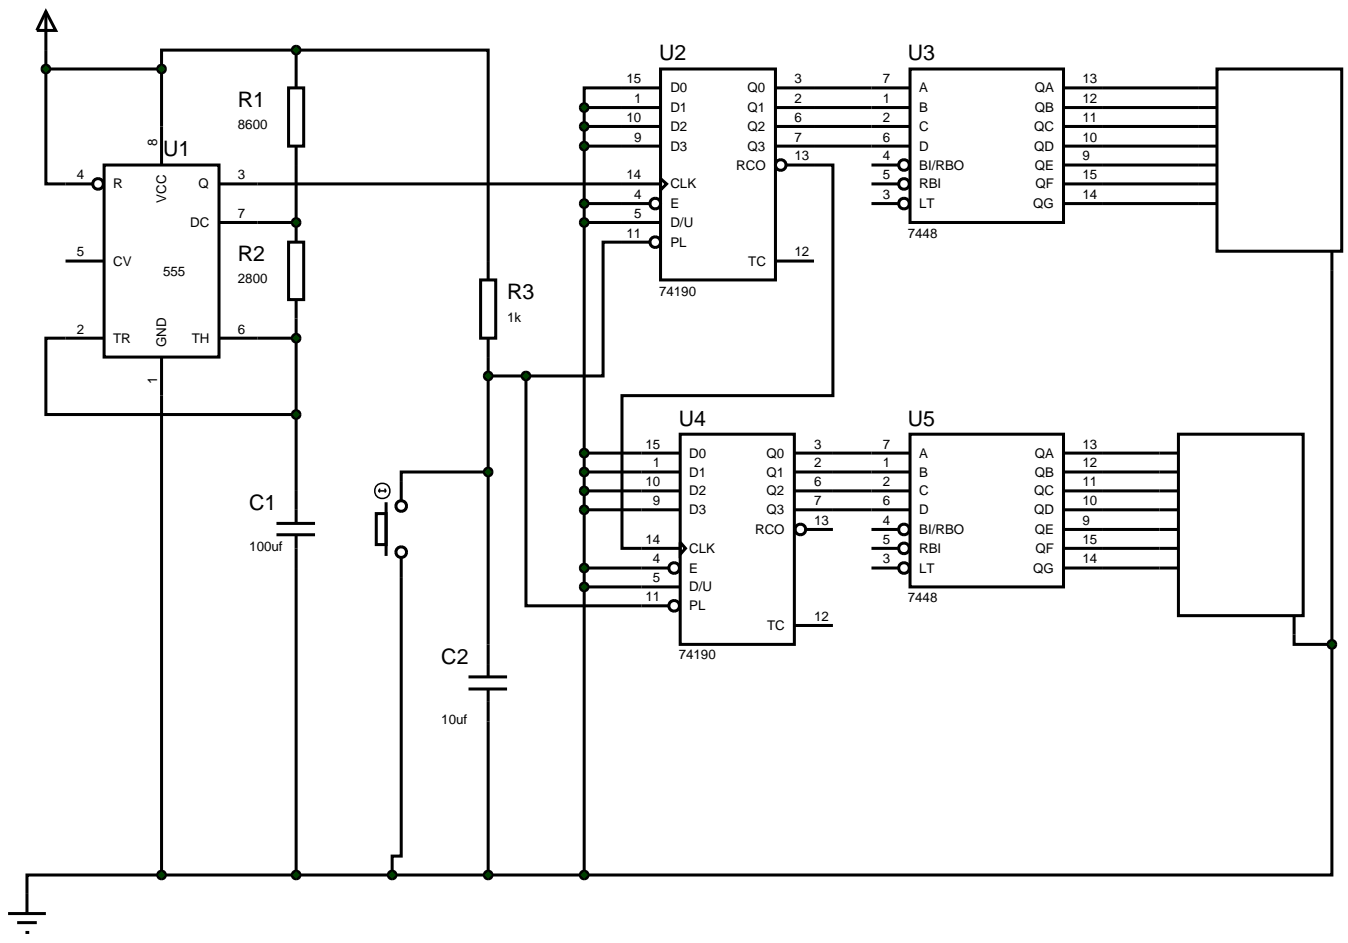 U1
555
4 R
5 CV
2 TR
8 VCC
1 GND
Q 3
DC 7
TH 6
R1
8600
R2
2800
C1
100uf
R3
1k
C2
10uf
U2
15 D0 Q0 3
1 D1 Q1 2
10 D2 Q2 6
9 D3 Q3 7
RCO 13
14 CLK
4 E
5 D/U
11 PL
TC 12
74190
U3
7 A QA 13
1 B QB 12
2 C QC 11
6 D QD 10
4 BI/RBO QE 9
5 RBI QF 15
3 LT QG 14
7448
U4
15 D0 Q0 3
1 D1 Q1 2
10 D2 Q2 6
9 D3 Q3 7
RCO 13
14 CLK
4 E
5 D/U
11 PL
TC 12
74190
U5
7 A QA 13
1 B QB 12
2 C QC 11
6 D QD 10
4 BI/RBO QE 9
5 RBI QF 15
3 LT QG 14
7448